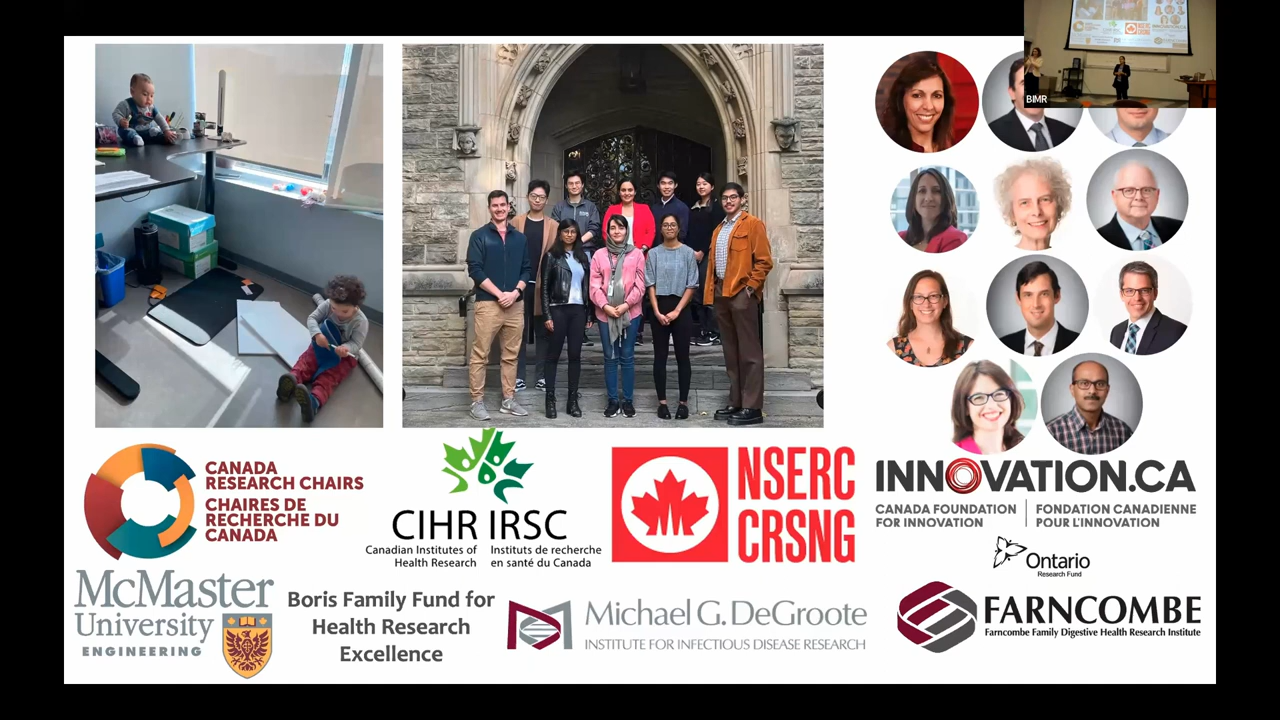 BIMR
CANADA
RESEARCH CHAIRS
CHAIRES DE
RECHERCHE DU
CANADA
CIHR IRSC
Canadian Institutes of
Health Research
Instituts de recherche
en santé du Canada
NSERC
CRSNG
INNOVATION.CA
CANADA FOUNDATION
FOR INNOVATION
FONDATION CANADIENNE
POUR L'INNOVATION
Ontario
Research Fund
McMaster
University
ENGINEERING
Boris Family Fund for
Health Research
Excellence
Michael G. DeGroote
INSTITUTE FOR INFECTIOUS DISEASE RESEARCH
FARNCOMBE
Farncombe Family Digestive Health Research Institute